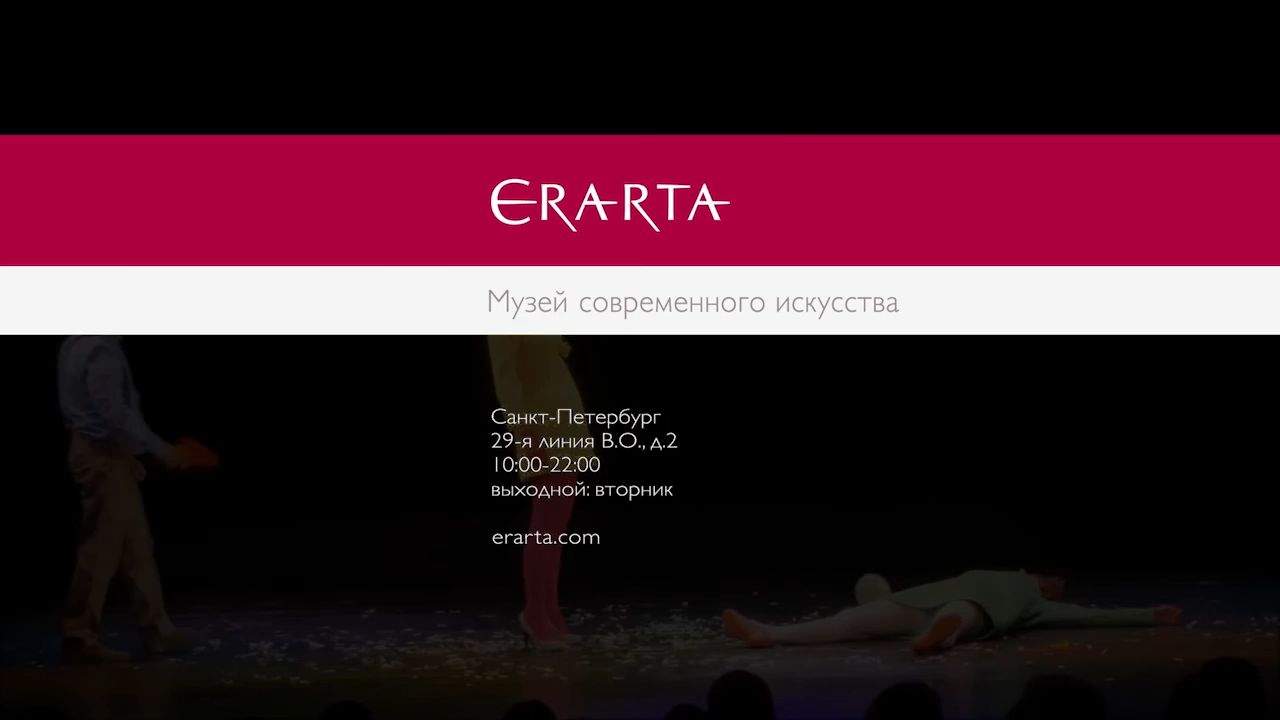 ERARTA
Музей современного искусства
Санкт-Петербург
29-я линия В.О., д.2
10:00-22:00
выходной: вторник
erarta.com